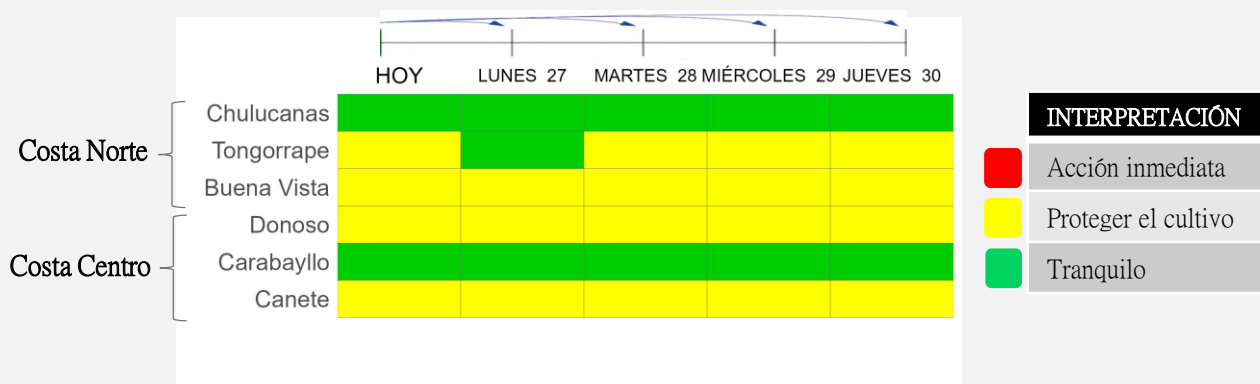 HOY LUNES 27 MARTES 28 MIÉRCOLES 29 JUEVES 30
Costa Norte
Chulucanas
Tongorrape
Buena Vista
Costa Centro
Donoso
Carabayllo
Canete
INTERPRETACIÓN
Acción inmediata
Proteger el cultivo
Tranquilo